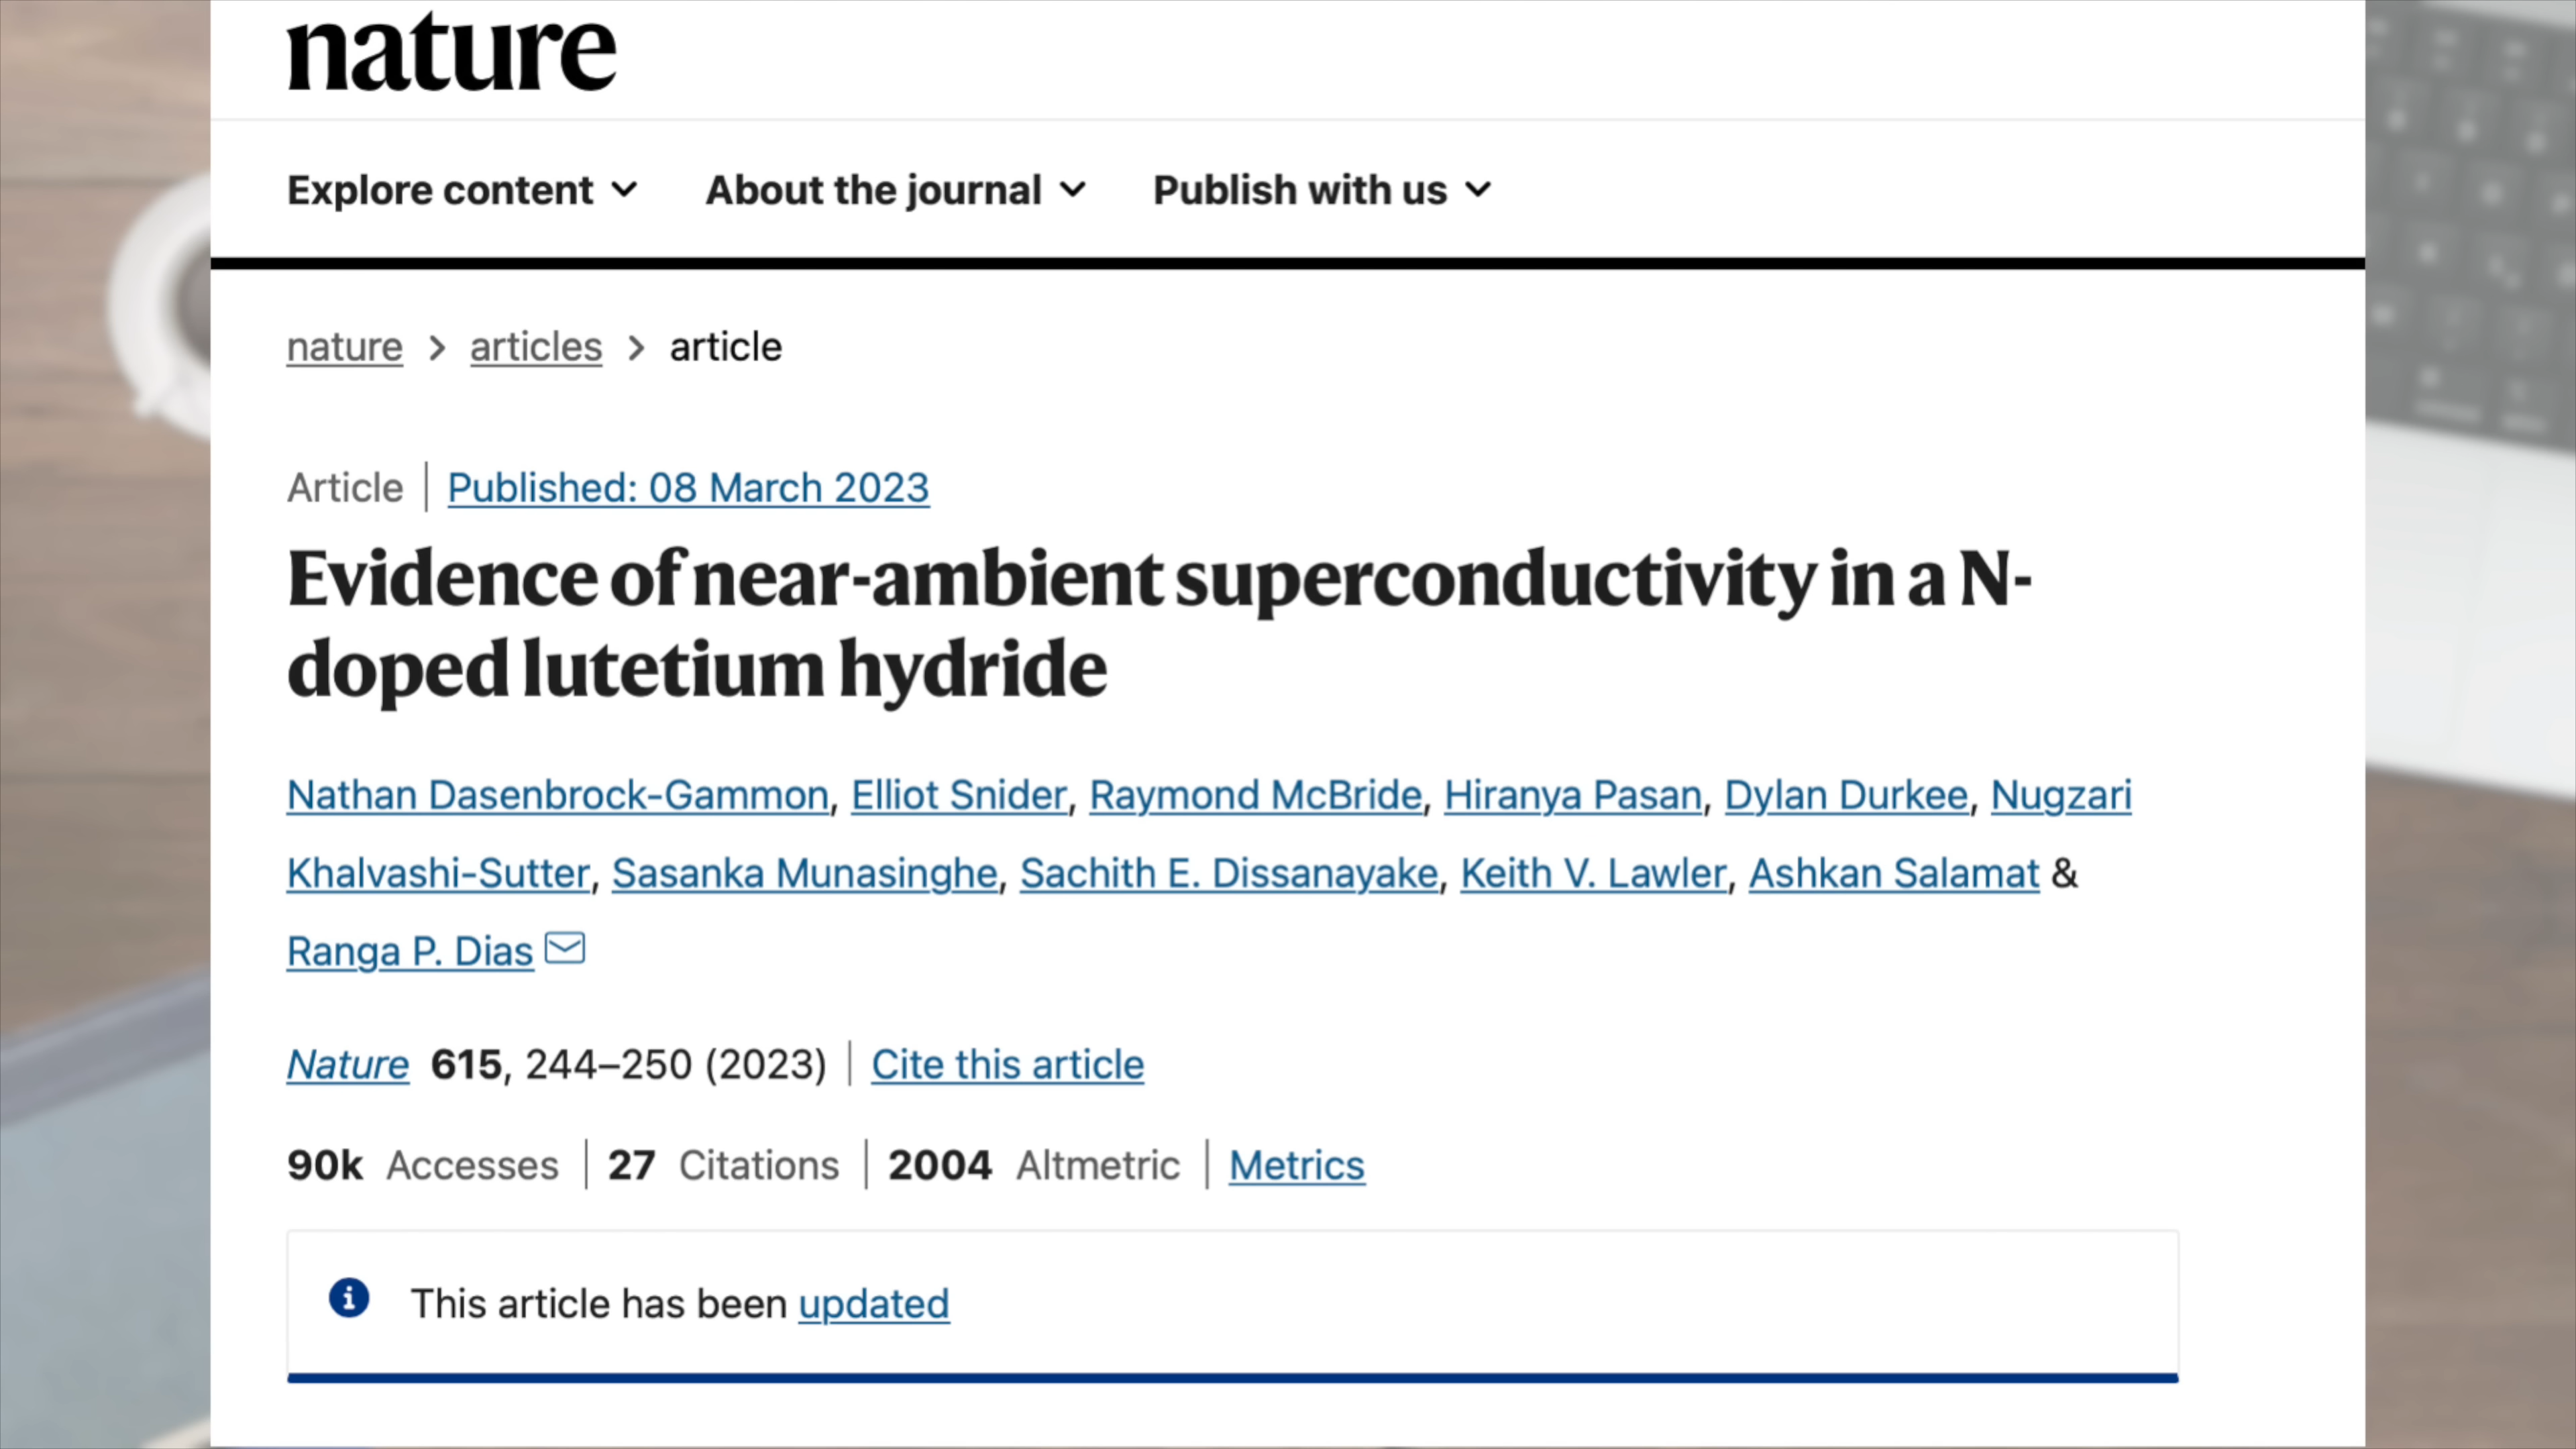 nature
Explore content About the journal Publish with us
nature > articles > article
Article | Published: 08 March 2023
Evidence of near-ambient superconductivity in a N-
doped lutetium hydride
Nathan Dasenbrock-Gammon, Elliot Snider, Raymond McBride, Hiranya Pasan, Dylan Durkee, Nugzari
Khalvashi-Sutter, Sasanka Munasinghe, Sachith E. Dissanayake, Keith V. Lawler, Ashkan Salamat &
Ranga P. Dias
Nature 615, 244–250 (2023) | Cite this article
90k Accesses | 27 Citations | 2004 Altmetric | Metrics
This article has been updated